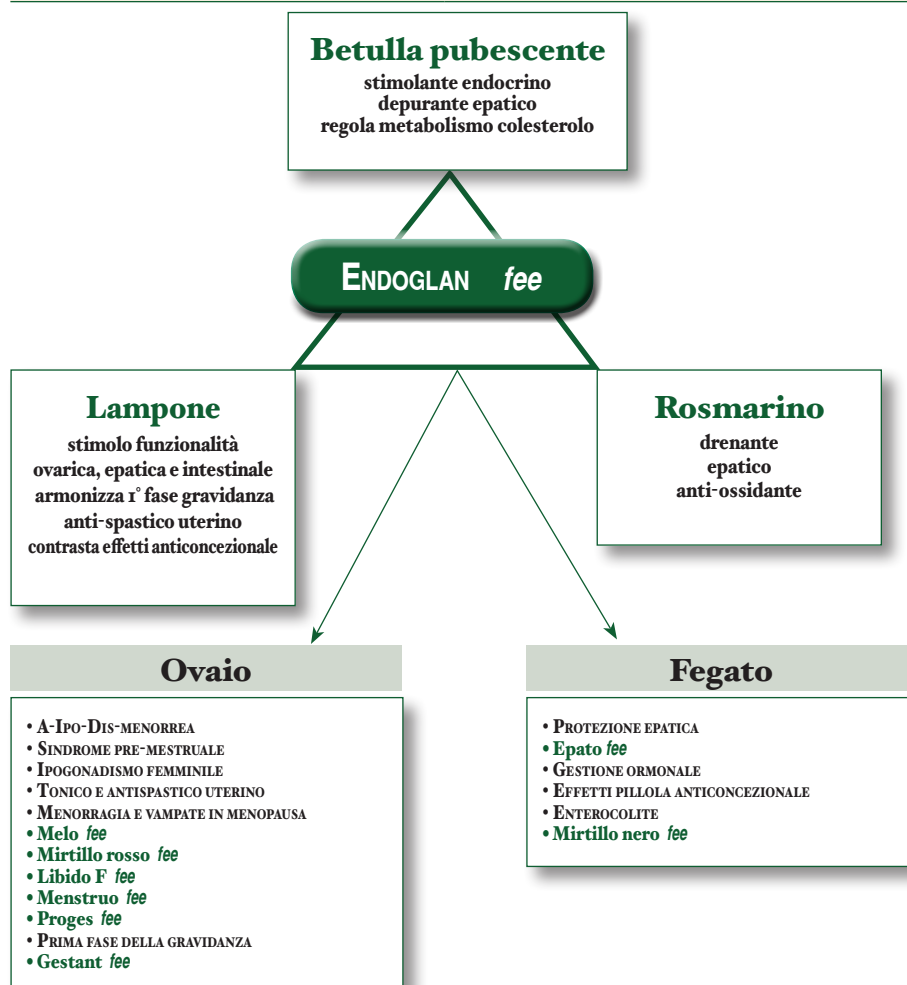 Betulla pubescente
stimolante endocrino
depurante epatico
regola metabolismo colesterolo
ENDOGLAN fee
Lampone
stimolo funzionalità
ovarica, epatica e intestinale
armonizza 1° fase gravidanza
anti-spastico uterino
contrasta effetti anticoncezionale
Rosmarino
drenante
epatico
anti-ossidante
Ovaio
• A-Ipo-Dis-menorrea
• Sindrome pre-mestruale
• Ipogonadismo femminile
• Tonico e antispastico uterino
• Menorragia e vampate in menopausa
• Melo fee
• Mirtillo rosso fee
• Libido F fee
• Menstruo fee
• Proges fee
• Prima fase della gravidanza
• Gestant fee
Fegato
• Protezione epatica
• Epato fee
• Gestione ormonale
• Effetti pillola anticoncezionale
• Enterocolite
• Mirtillo nero fee